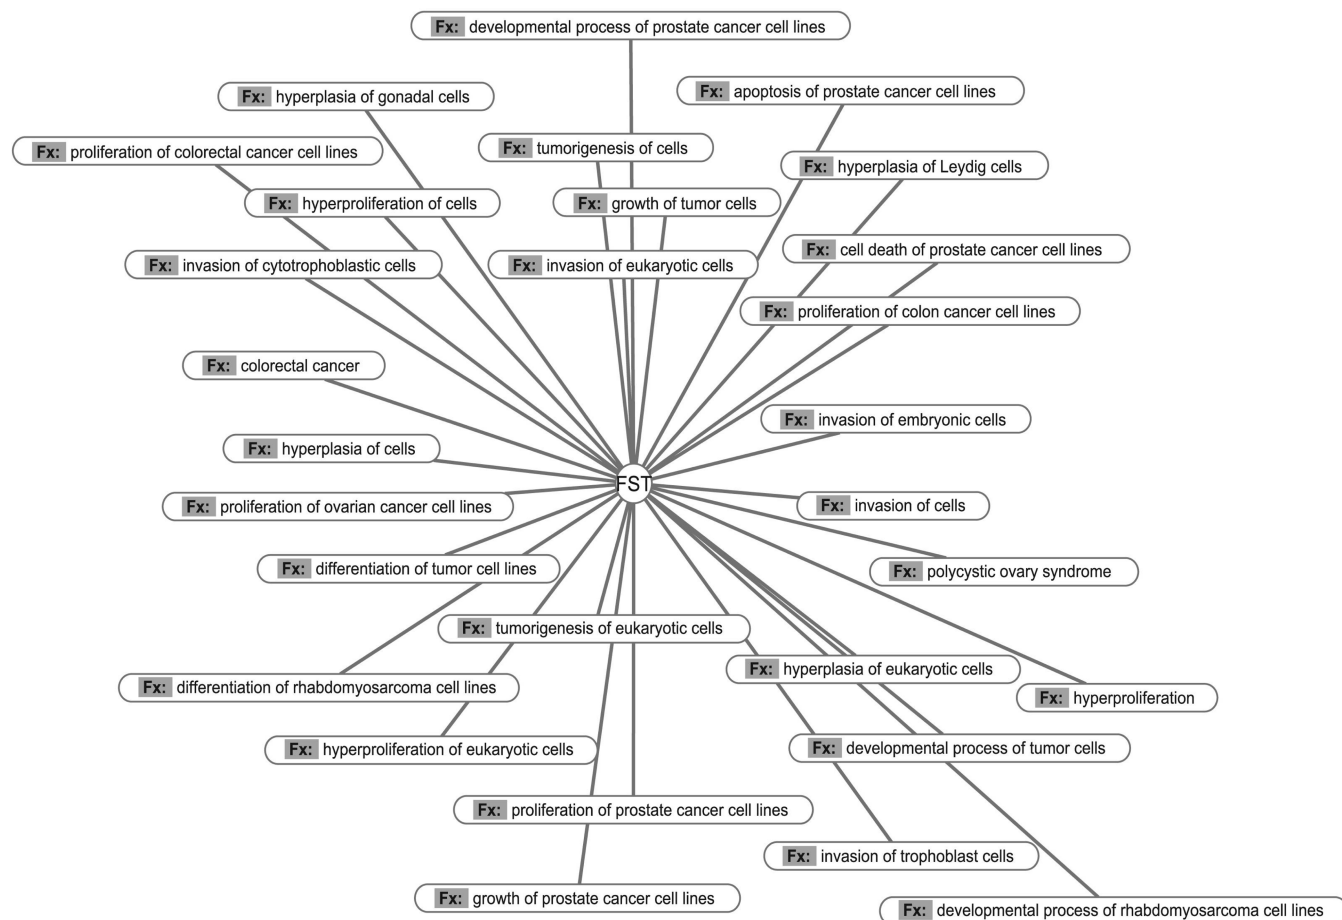 Fx: developmental process of prostate cancer cell lines
Fx: apoptosis of prostate cancer cell lines
Fx: hyperplasia of gonadal cells
Fx: tumorigenesis of cells
Fx: proliferation of colorectal cancer cell lines
Fx: hyperplasia of Leydig cells
Fx: hyperproliferation of cells
Fx: growth of tumor cells
Fx: cell death of prostate cancer cell lines
Fx: invasion of cytotrophoblastic cells
Fx: invasion of eukaryotic cells
Fx: proliferation of colon cancer cell lines
Fx: colorectal cancer
Fx: invasion of embryonic cells
Fx: hyperplasia of cells
FST
Fx: proliferation of ovarian cancer cell lines
Fx: invasion of cells
Fx: differentiation of tumor cell lines
Fx: polycystic ovary syndrome
Fx: tumorigenesis of eukaryotic cells
Fx: hyperplasia of eukaryotic cells
Fx: differentiation of rhabdomyosarcoma cell lines
Fx: hyperproliferation
Fx: hyperproliferation of eukaryotic cells
Fx: developmental process of tumor cells
Fx: proliferation of prostate cancer cell lines
Fx: invasion of trophoblast cells
Fx: growth of prostate cancer cell lines
Fx: developmental process of rhabdomyosarcoma cell lines